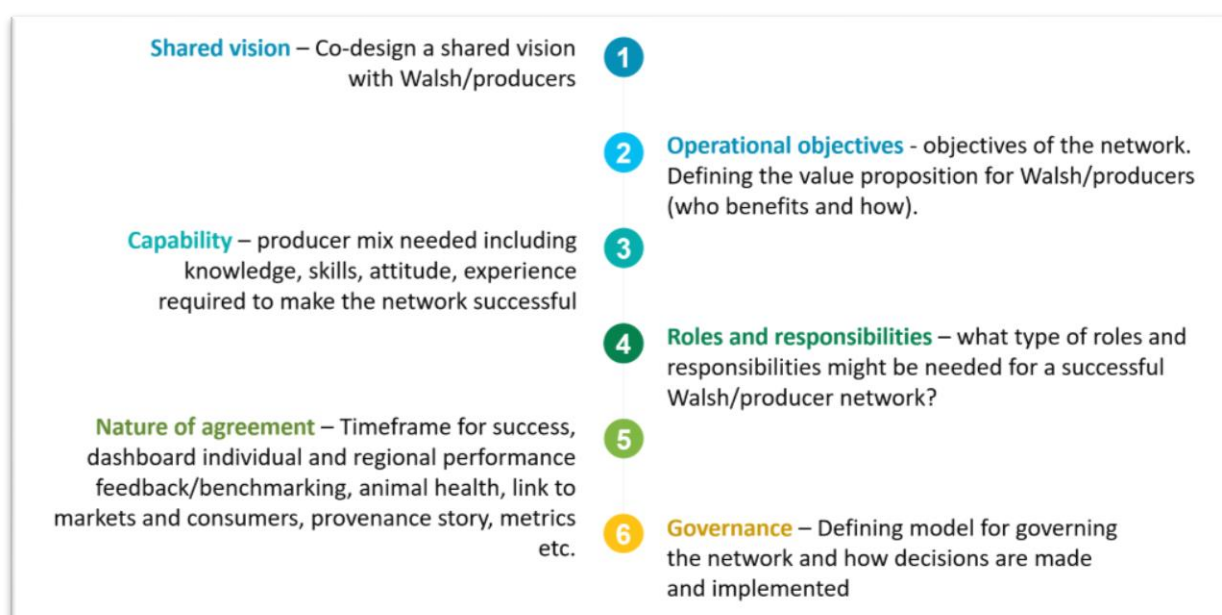 Shared vision – Co-design a shared vision
with Walsh/producers
1
2
Operational objectives - objectives of the network.
Defining the value proposition for Walsh/producers
(who benefits and how).
Capability – producer mix needed including
knowledge, skills, attitude, experience
required to make the network successful
3
4
Roles and responsibilities – what type of roles and
responsibilities might be needed for a successful
Walsh/producer network?
Nature of agreement – Timeframe for success,
dashboard individual and regional performance
feedback/benchmarking, animal health, link to
markets and consumers, provenance story, metrics
etc.
5
6
Governance – Defining model for governing
the network and how decisions are made
and implemented